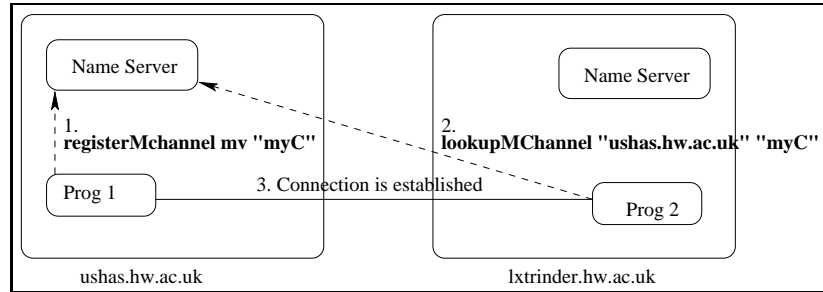 Name Server
Name Server
1.
registerMchannel mv "myC"
2.
lookupMChannel "ushas.hw.ac.uk" "myC"
3. Connection is established
Prog 1
Prog 2
ushas.hw.ac.uk
lxtrinder.hw.ac.uk